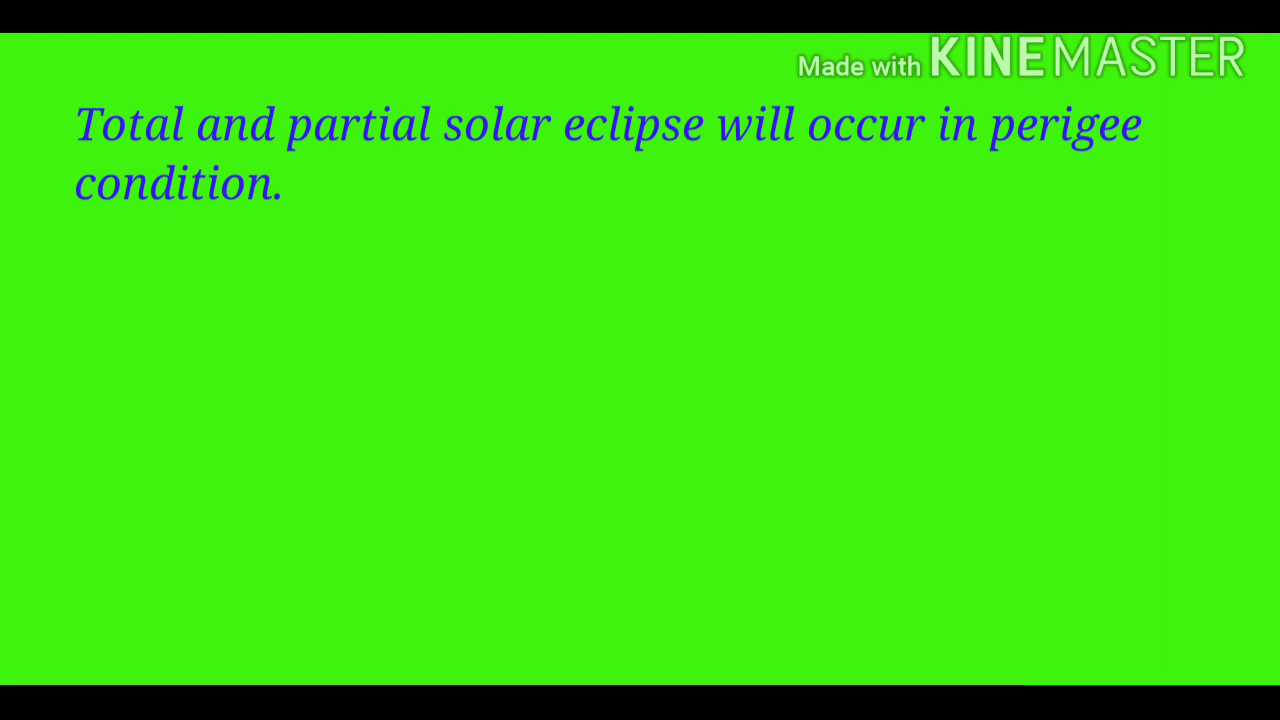 Made with KINEMASTER
Total and partial solar eclipse will occur in perigee
condition.